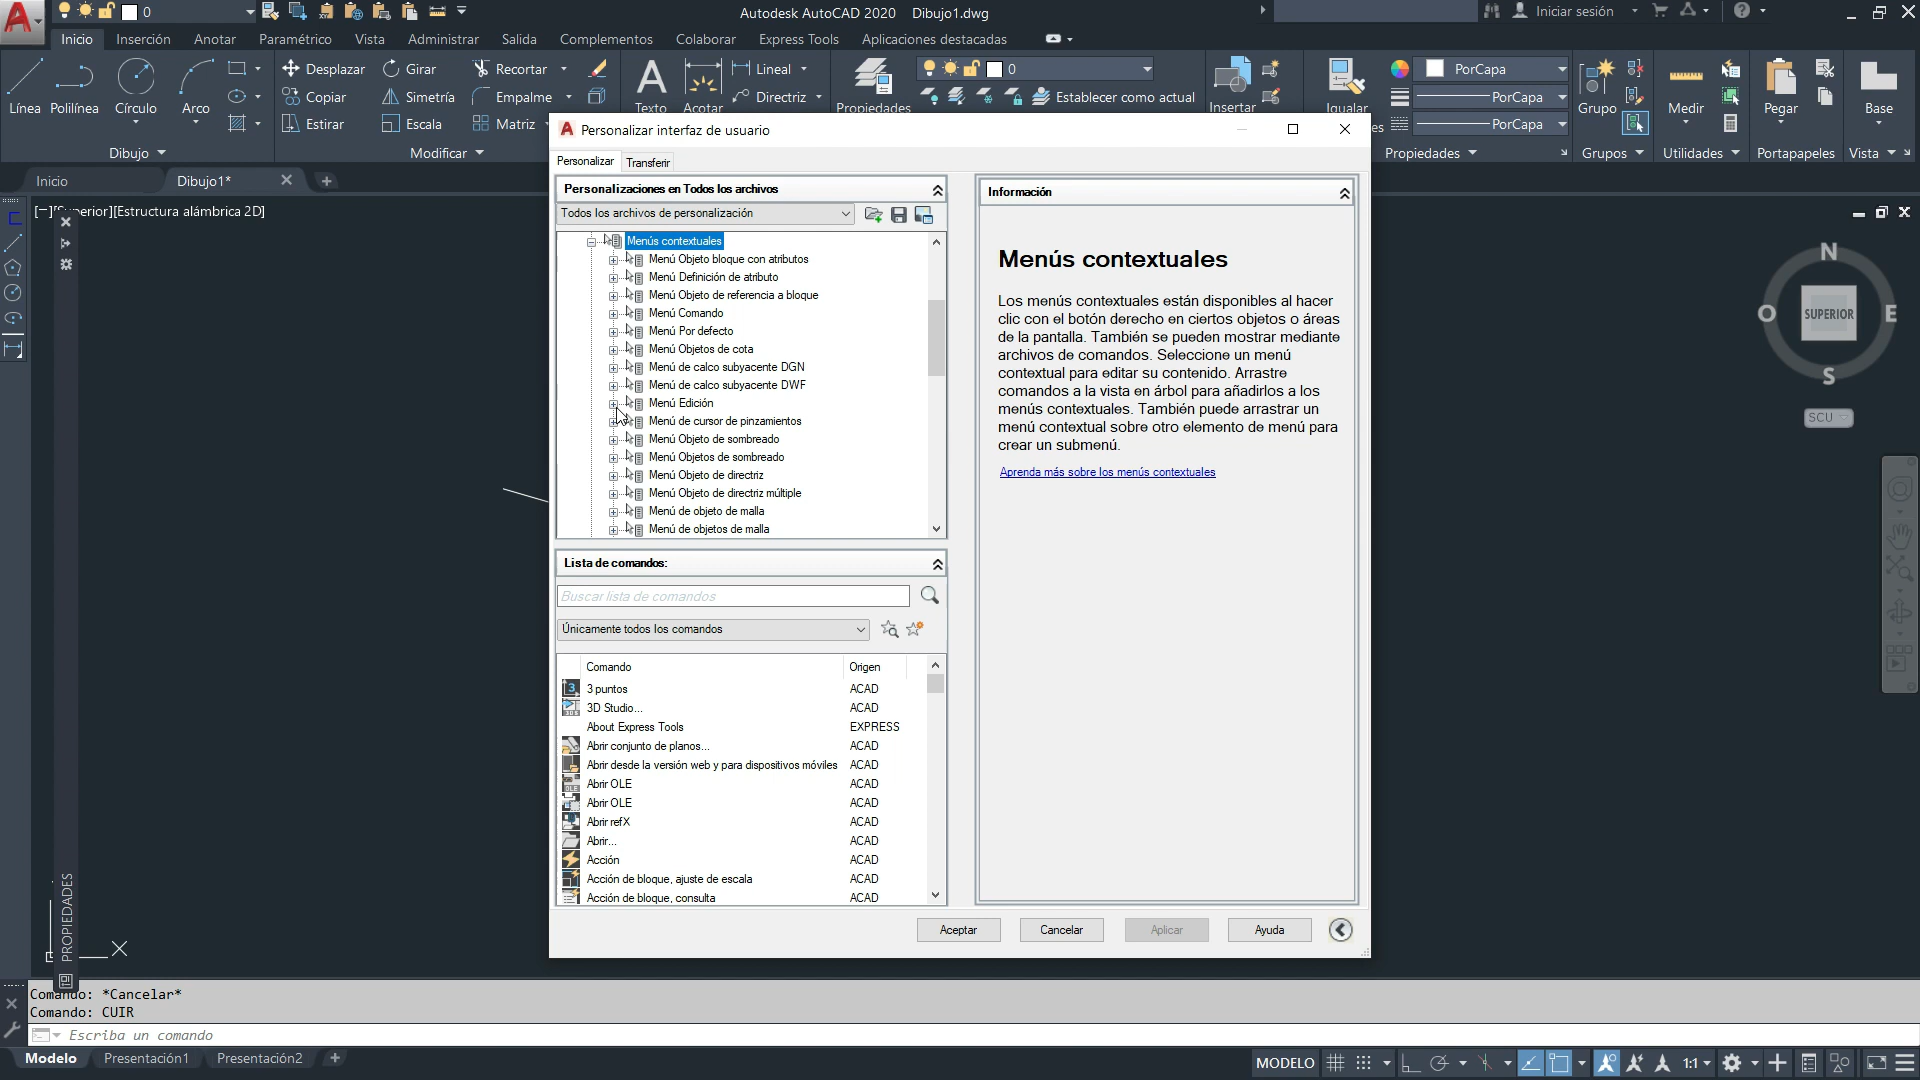 0
Autodesk AutoCAD 2020 Dibujo1.dwg
Iniciar sesión
Inicio Inserción Anotar Paramétrico Vista Administrar Salida Complementos Colaborar Express Tools Aplicaciones destacadas
Línea Polilínea Círculo Arco
Desplazar Girar Recortar
Copiar Simetría Empalme
Estirar Escala Matriz
Texto Acotar
Lineal
Directriz
Propiedades
0
Establecer como actual
Insertar
Igualar
PorCapa
PorCapa
PorCapa
Grupo
Medir
Pegar
Base
Dibujo
Modificar
Propiedades
Grupos
Utilidades
Portapapeles
Vista
Inicio
Dibujo1*
[−][Superior][Estructura alámbrica 2D]
Personalizar interfaz de usuario
Personalizar Transferir
Personalizaciones en Todos los archivos
Todos los archivos de personalización
Menús contextuales
Menú Objeto bloque con atributos
Menú Definición de atributo
Menú Objeto de referencia a bloque
Menú Comando
Menú Por defecto
Menú Objetos de cota
Menú de calco subyacente DGN
Menú de calco subyacente DWF
Menú Edición
Menú de cursor de pinzamientos
Menú Objeto de sombreado
Menú Objetos de sombreado
Menú Objeto de directriz
Menú Objeto de directriz múltiple
Menú de objeto de malla
Menú de objetos de malla
Lista de comandos:
Buscar lista de comandos
Únicamente todos los comandos
Comando Origen
3 puntos ACAD
3D Studio... ACAD
About Express Tools EXPRESS
Abrir conjunto de planos... ACAD
Abrir desde la versión web y para dispositivos móviles ACAD
Abrir OLE ACAD
Abrir OLE ACAD
Abrir refX ACAD
Abrir... ACAD
Acción ACAD
Acción de bloque, ajuste de escala ACAD
Acción de bloque, consulta ACAD
Información
Menús contextuales
Los menús contextuales están disponibles al hacer
clic con el botón derecho en ciertos objetos o áreas
de la pantalla. También se pueden mostrar mediante
archivos de comandos. Seleccione un menú
contextual para editar su contenido. Arrastre
comandos a la vista en árbol para añadirlos a los
menús contextuales. También puede arrastrar un
menú contextual sobre otro elemento de menú para
crear un submenú.
Aprenda más sobre los menús contextuales
Aceptar Cancelar Aplicar Ayuda
N
O SUPERIOR E
S
SCU
PROPIEDADES
X
Comando: *Cancelar*
Comando: CUIR
Escriba un comando
Modelo Presentación1 Presentación2
MODELO
1:1